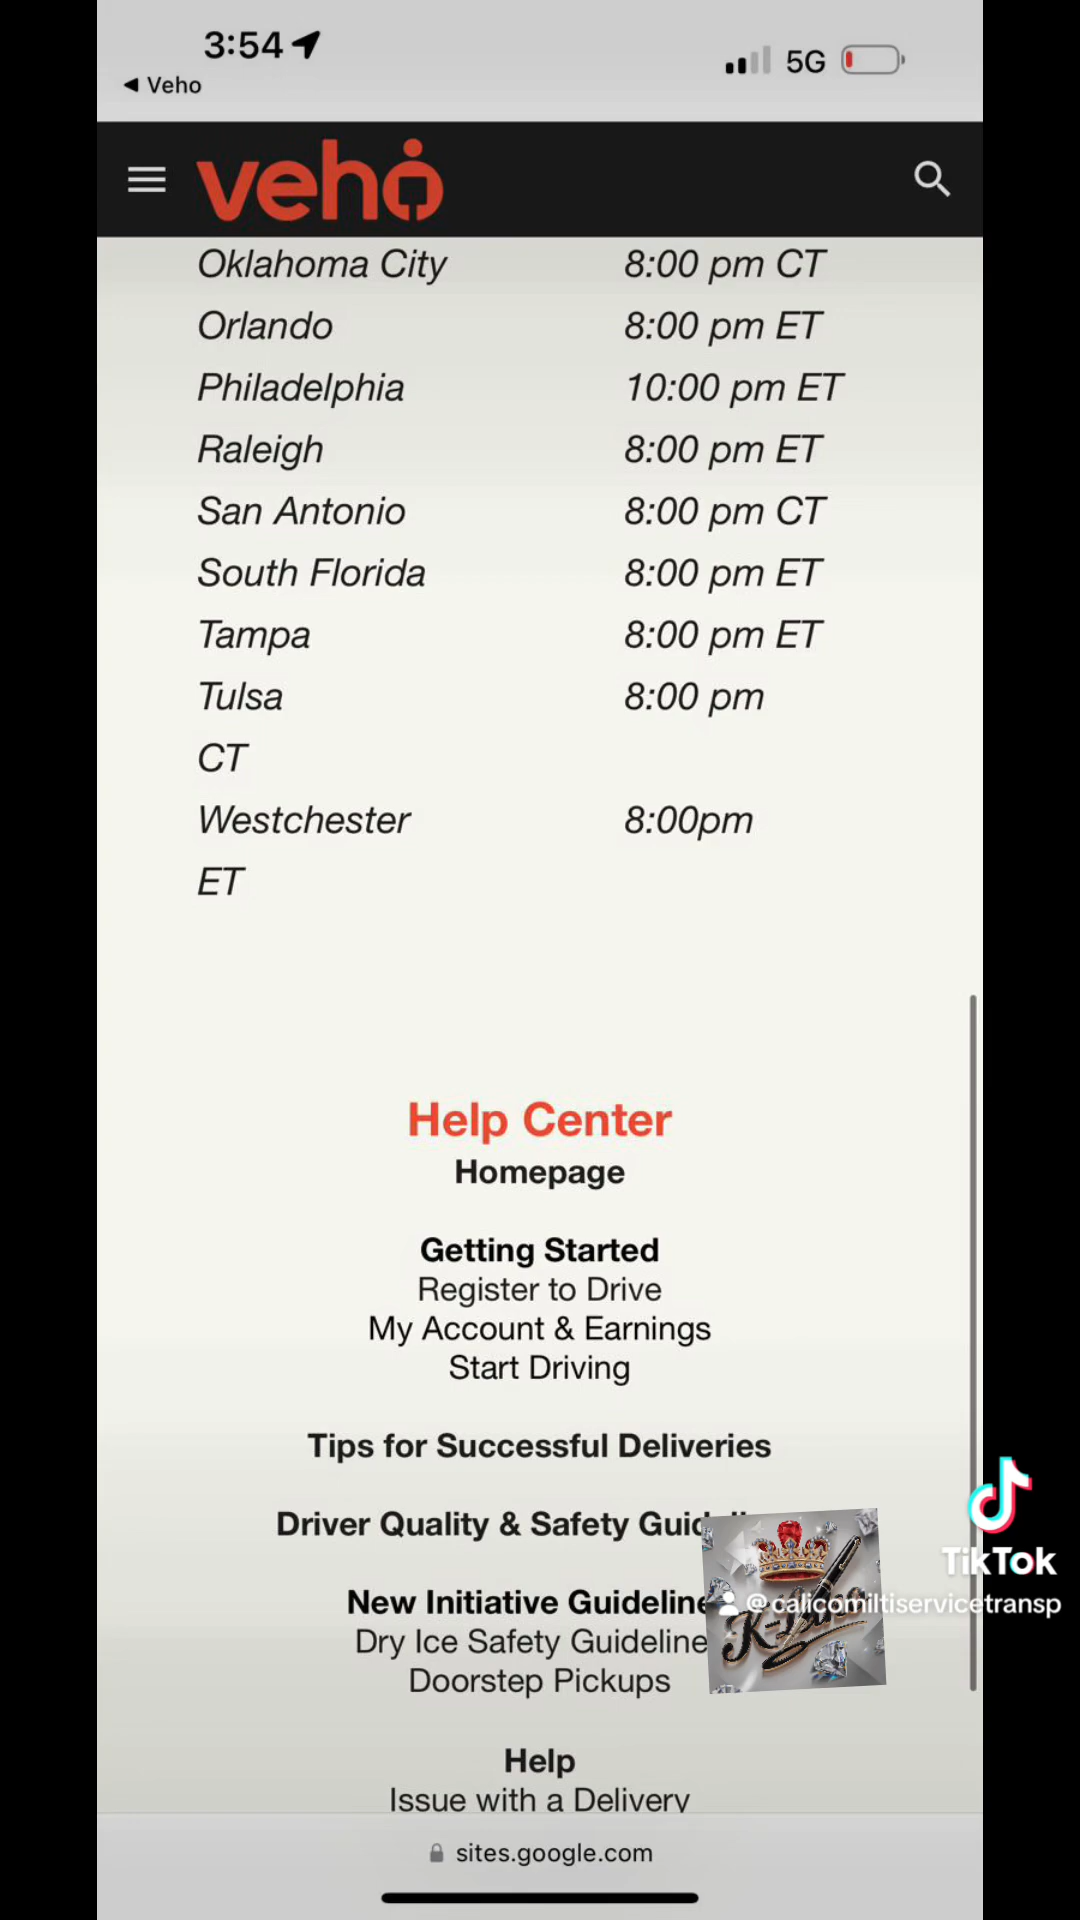 3:54
5G
Veho
veho
Oklahoma City 8:00 pm CT
Orlando 8:00 pm ET
Philadelphia 10:00 pm ET
Raleigh 8:00 pm ET
San Antonio 8:00 pm CT
South Florida 8:00 pm ET
Tampa 8:00 pm ET
Tulsa 8:00 pm
CT
Westchester 8:00pm
ET
Help Center
Homepage
Getting Started
Register to Drive
My Account & Earnings
Start Driving
Tips for Successful Deliveries
Driver Quality & Safety
New Initiative Guideline
Dry Ice Safety Guideline
Doorstep Pickups
TikTok
@calicomiltiservicetransp
Help
Issue with a Delivery
sites.google.com